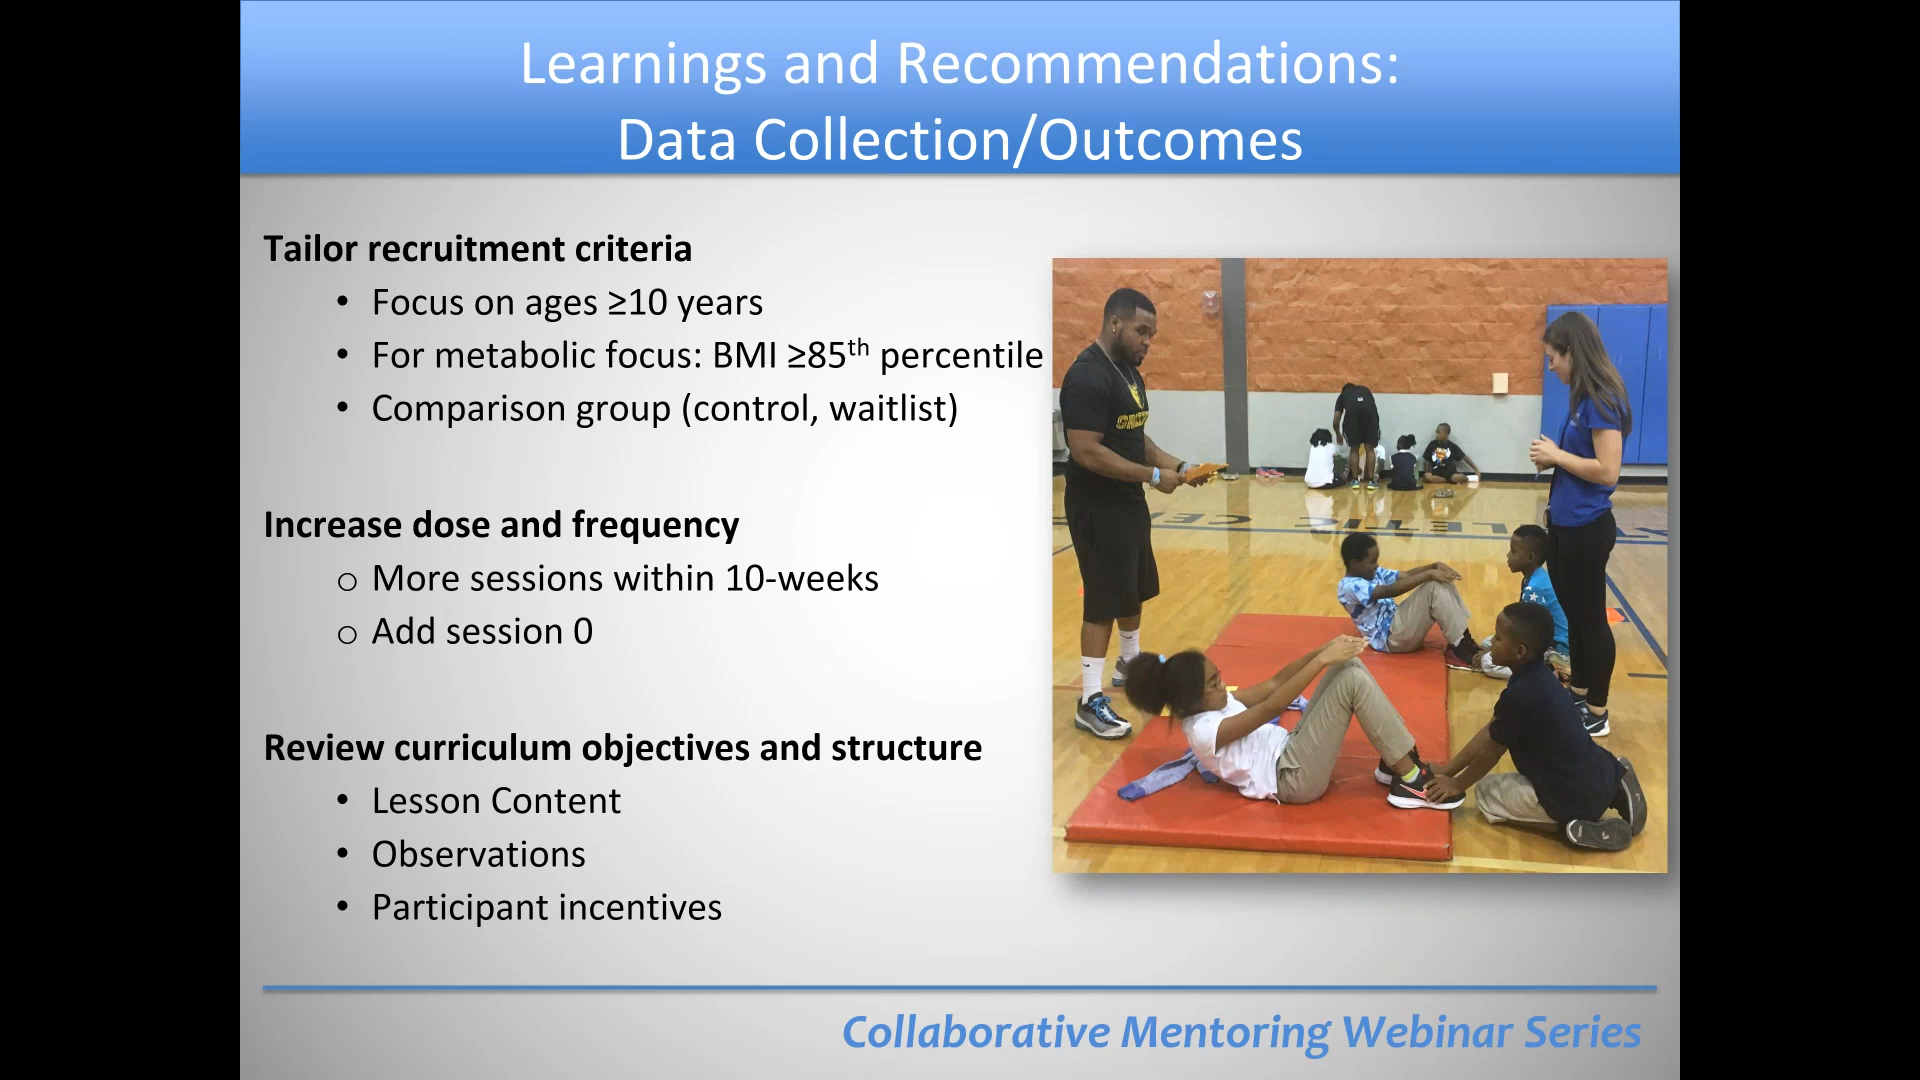 Learnings and Recommendations:
Data Collection/Outcomes
Tailor recruitment criteria
• Focus on ages ≥10 years
• For metabolic focus: BMI ≥85th percentile
• Comparison group (control, waitlist)
Increase dose and frequency
o More sessions within 10-weeks
o Add session 0
Review curriculum objectives and structure
• Lesson Content
• Observations
• Participant incentives
Collaborative Mentoring Webinar Series